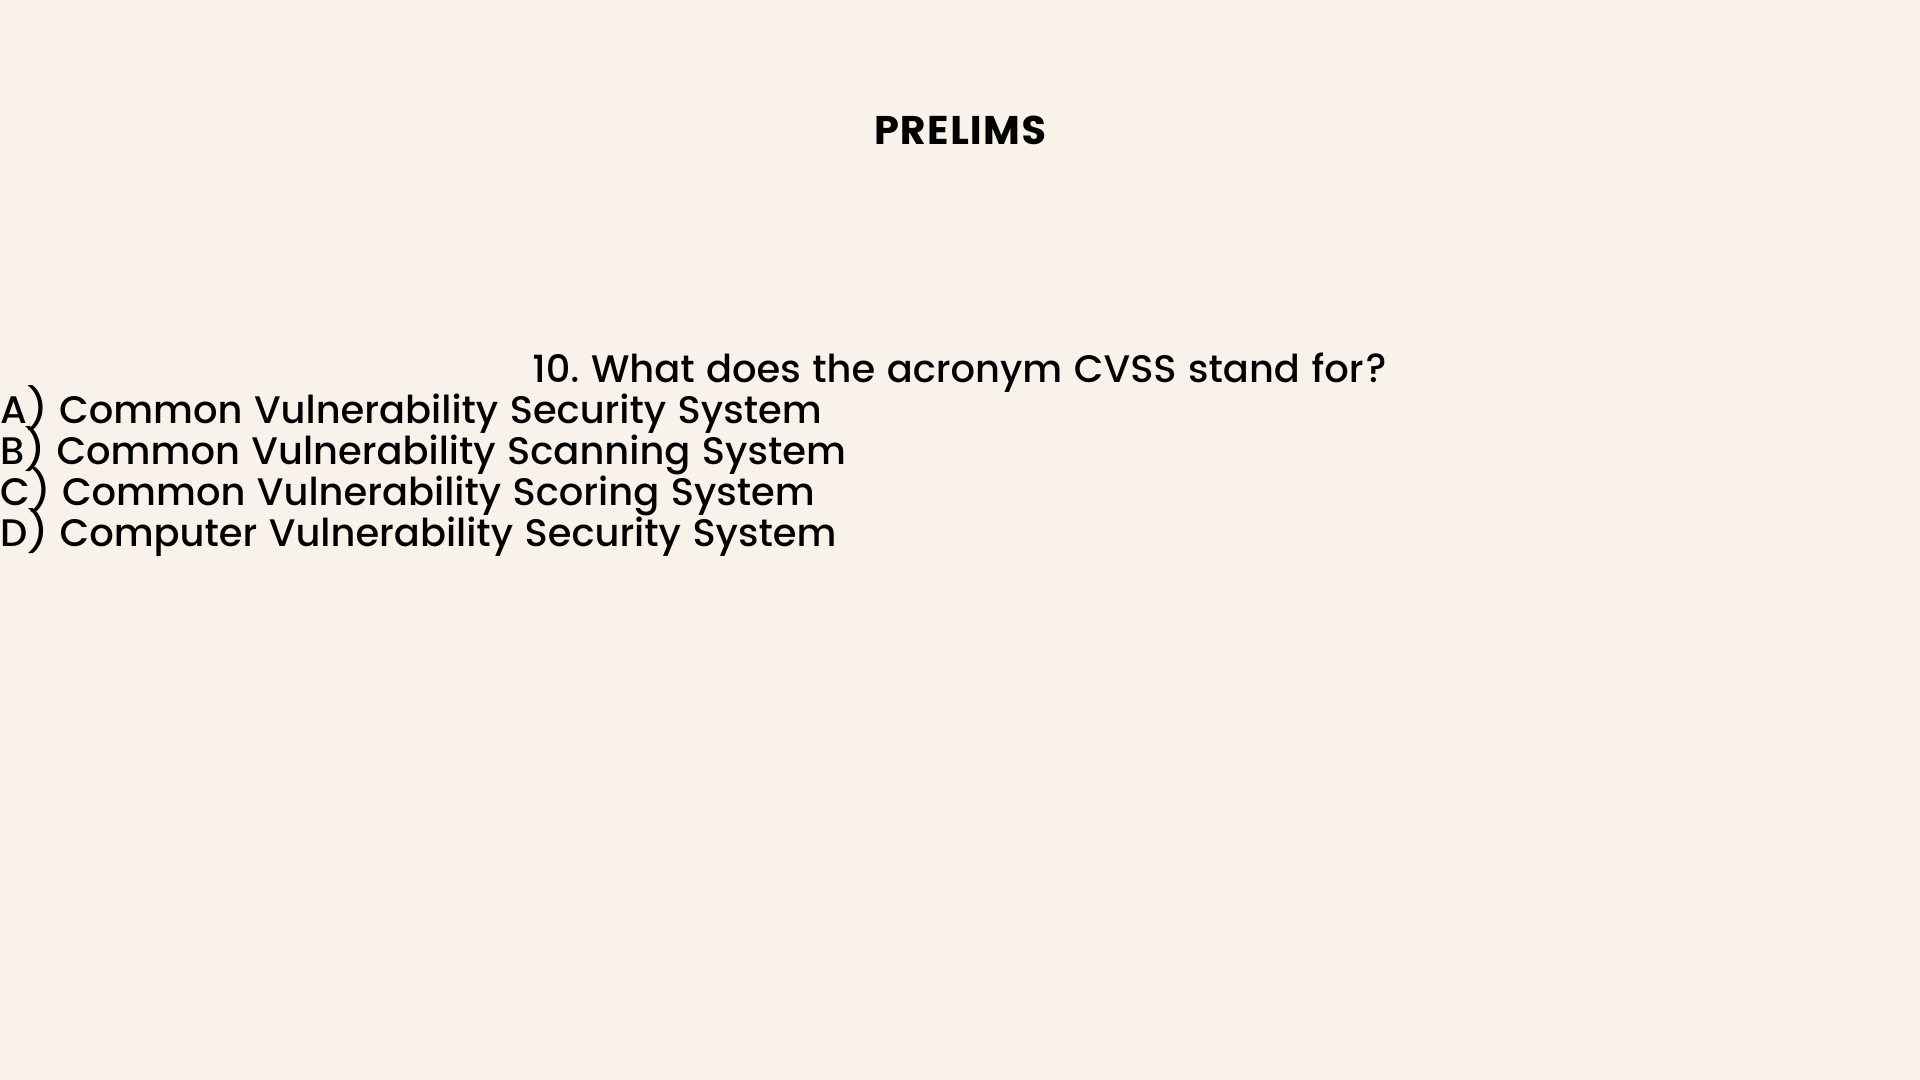 PRELIMS
10. What does the acronym CVSS stand for?
A) Common Vulnerability Security System
B) Common Vulnerability Scanning System
C) Common Vulnerability Scoring System
D) Computer Vulnerability Security System